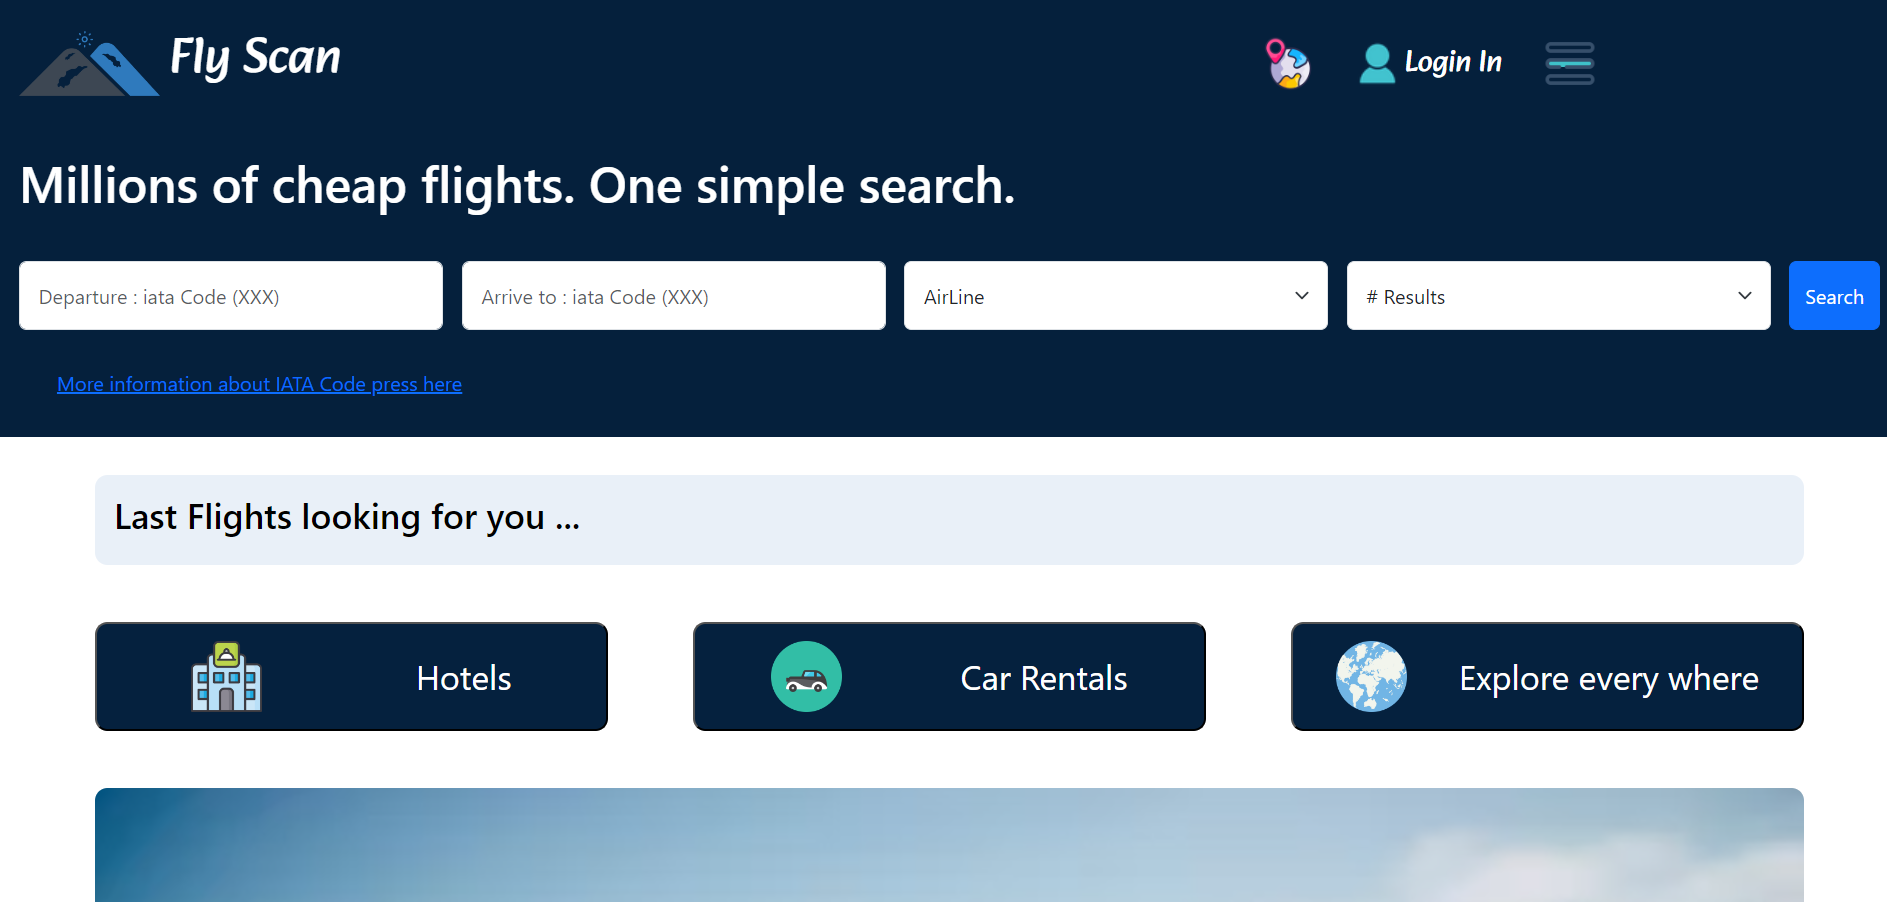 Fly Scan
Login In
Millions of cheap flights. One simple search.
Departure : iata Code (XXX)
Arrive to : iata Code (XXX)
AirLine
# Results
Search
More information about IATA Code press here
Last Flights looking for you ...
Hotels
Car Rentals
Explore every where